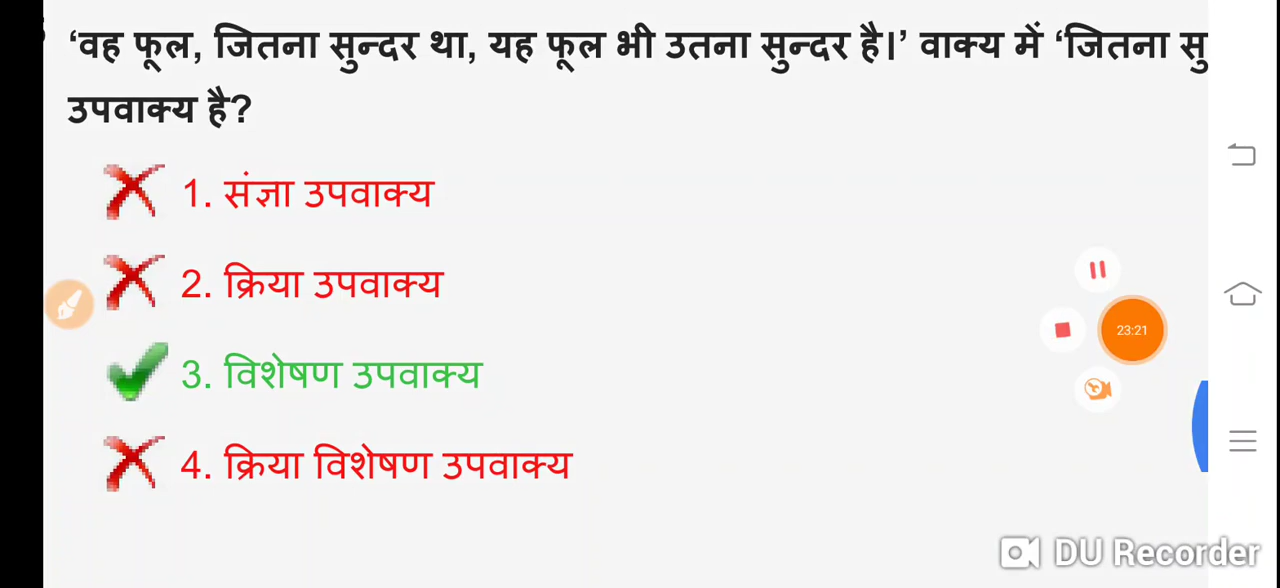 ‘वह फूल, जितना सुन्दर था, यह फूल भी उतना सुन्दर है।’ वाक्य में ‘जितना सु
उपवाक्य है?
1. संज्ञा उपवाक्य
2. क्रिया उपवाक्य
3. विशेषण उपवाक्य
4. क्रिया विशेषण उपवाक्य
23:21
DU Recorder